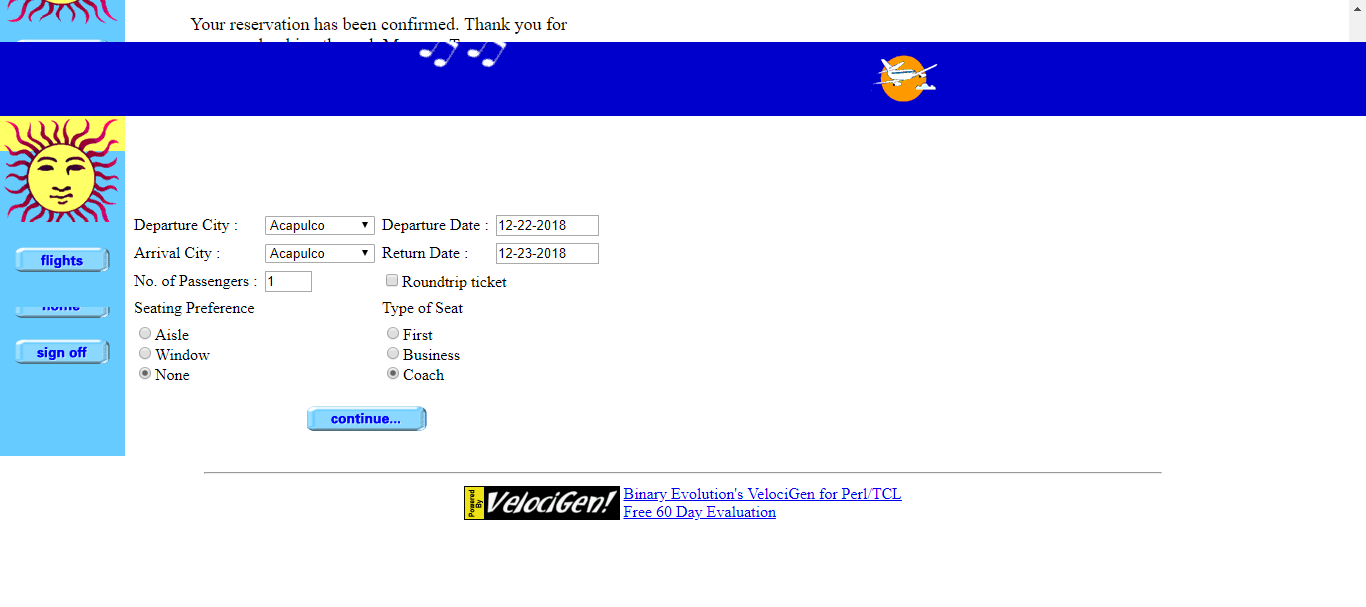 Your reservation has been confirmed. Thank you for
flights
home
sign off
Departure City : Acapulco Departure Date : 12-22-2018
Arrival City : Acapulco Return Date : 12-23-2018
No. of Passengers : 1 Roundtrip ticket
Seating Preference Type of Seat
Aisle First
Window Business
None Coach
continue...
Powered By VelociGen! Binary Evolution's VelociGen for Perl/TCL
Free 60 Day Evaluation